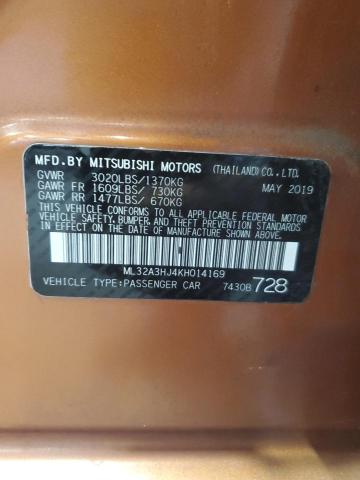 MFD.BY MITSUBISHI MOTORS (THAILAND) CO., LTD.
GVWR 3020LBS/1370KG
GAWR FR 1609LBS/ 730KG MAY 2019
GAWR RR 1477LBS/ 670KG
THIS VEHICLE CONFORMS TO ALL APPLICABLE FEDERAL MOTOR
VEHICLE SAFETY, BUMPER, AND THEFT PREVENTION STANDARDS
IN EFFECT ON THE DATE OF MANUFACTURE SHOWN ABOVE.
ML32A3HJ4KH014169
VEHICLE TYPE:PASSENGER CAR 7430B 728